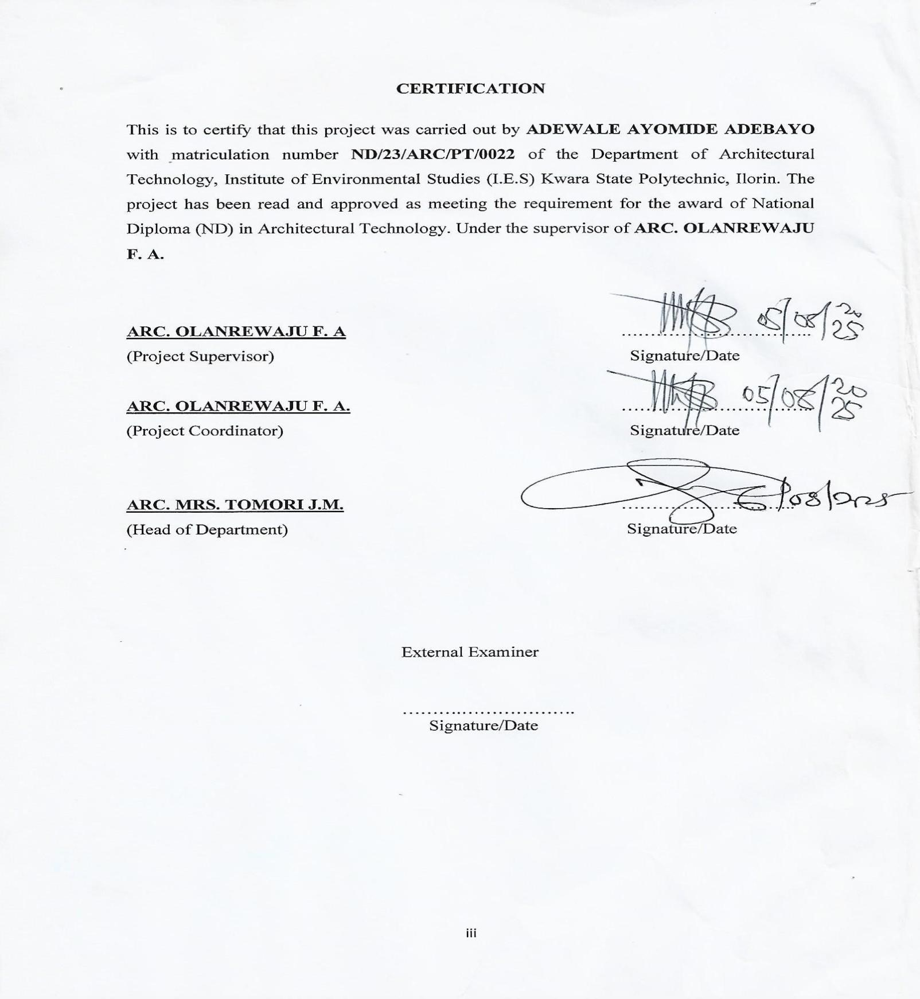 CERTIFICATION
This is to certify that this project was carried out by ADEWALE AYOMIDE ADEBAYO
with matriculation number ND/23/ARC/PT/0022 of the Department of Architectural
Technology, Institute of Environmental Studies (I.E.S) Kwara State Polytechnic, Ilorin. The
project has been read and approved as meeting the requirement for the award of National
Diploma (ND) in Architectural Technology. Under the supervisor of ARC. OLANREWAJU
F. A.
05/08/2025
ARC. OLANREWAJU F. A ..............................
(Project Supervisor) Signature/Date
05/08/2025
ARC. OLANREWAJU F. A. ..............................
(Project Coordinator) Signature/Date
6/08/2025
ARC. MRS. TOMORI J.M. ..............................
(Head of Department) Signature/Date
External Examiner
............................
Signature/Date
iii